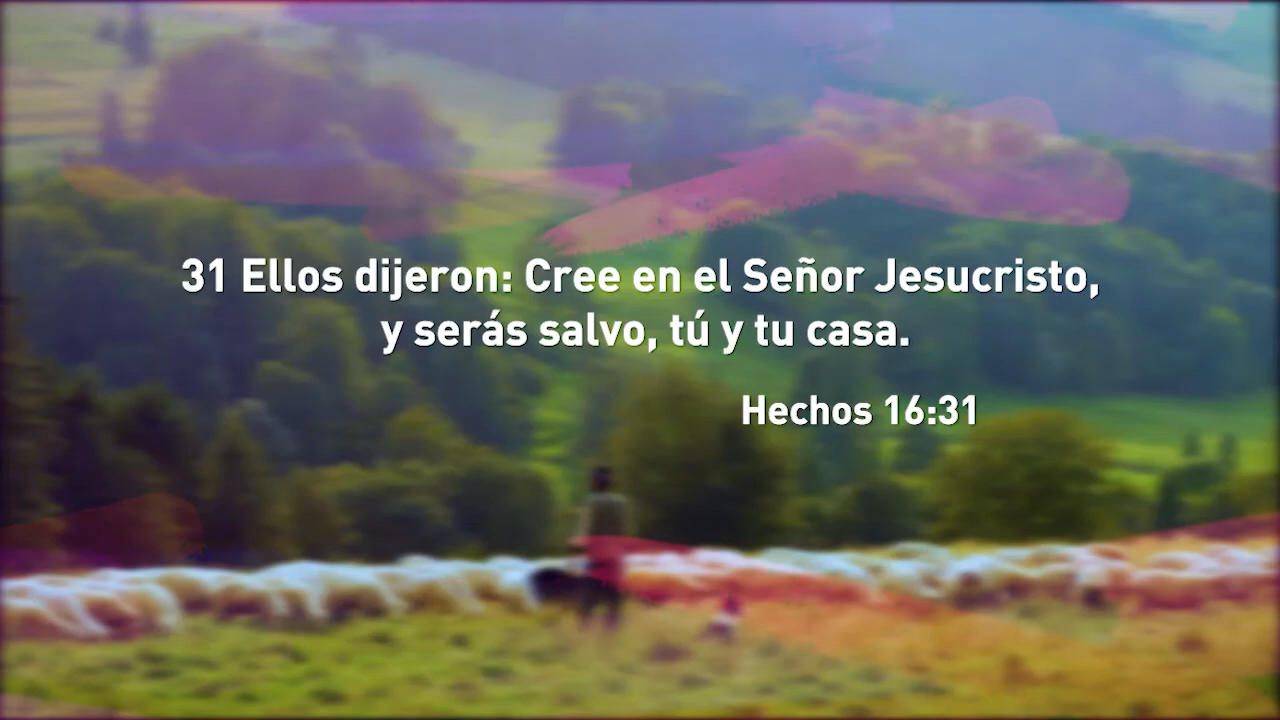 31 Ellos dijeron: Cree en el Señor Jesucristo,
y serás salvo, tú y tu casa.
Hechos 16:31